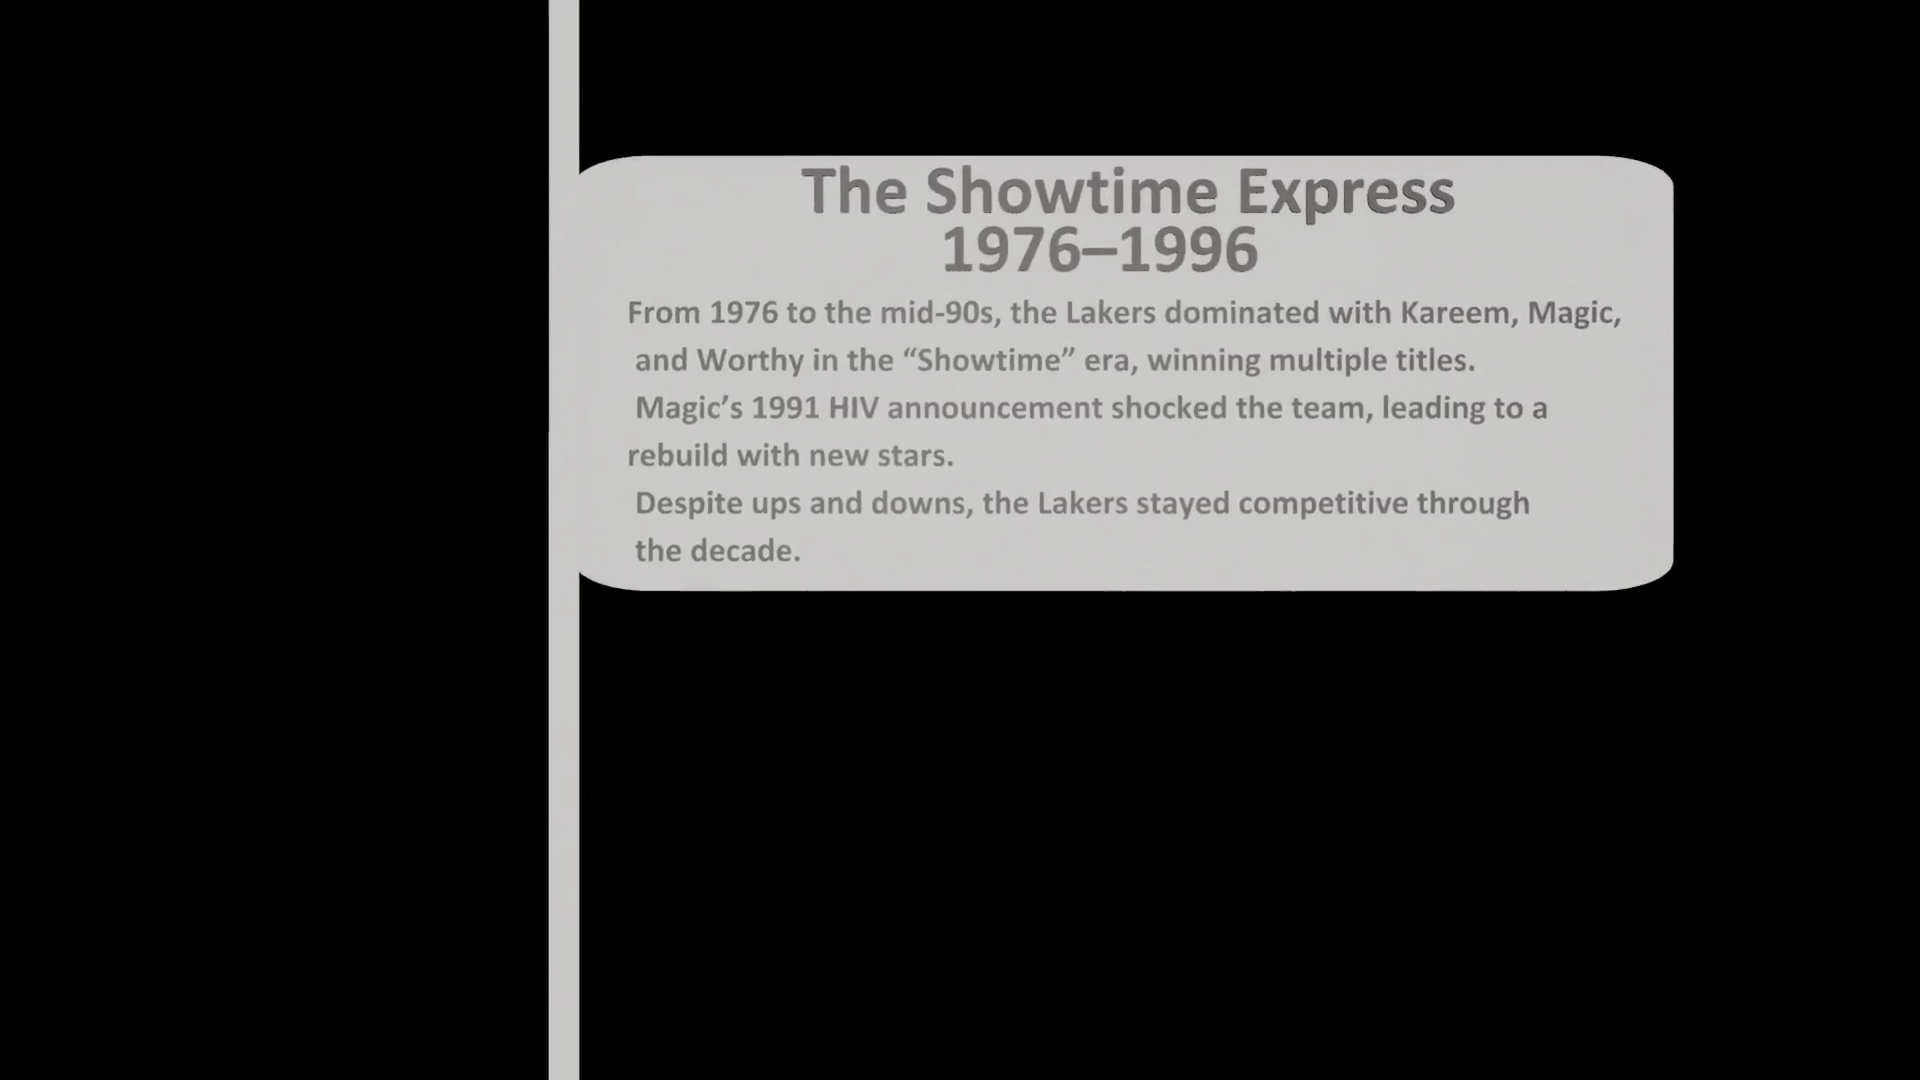 The Showtime Express
1976–1996
From 1976 to the mid-90s, the Lakers dominated with Kareem, Magic,
and Worthy in the “Showtime” era, winning multiple titles.
Magic’s 1991 HIV announcement shocked the team, leading to a
rebuild with new stars.
Despite ups and downs, the Lakers stayed competitive through
the decade.